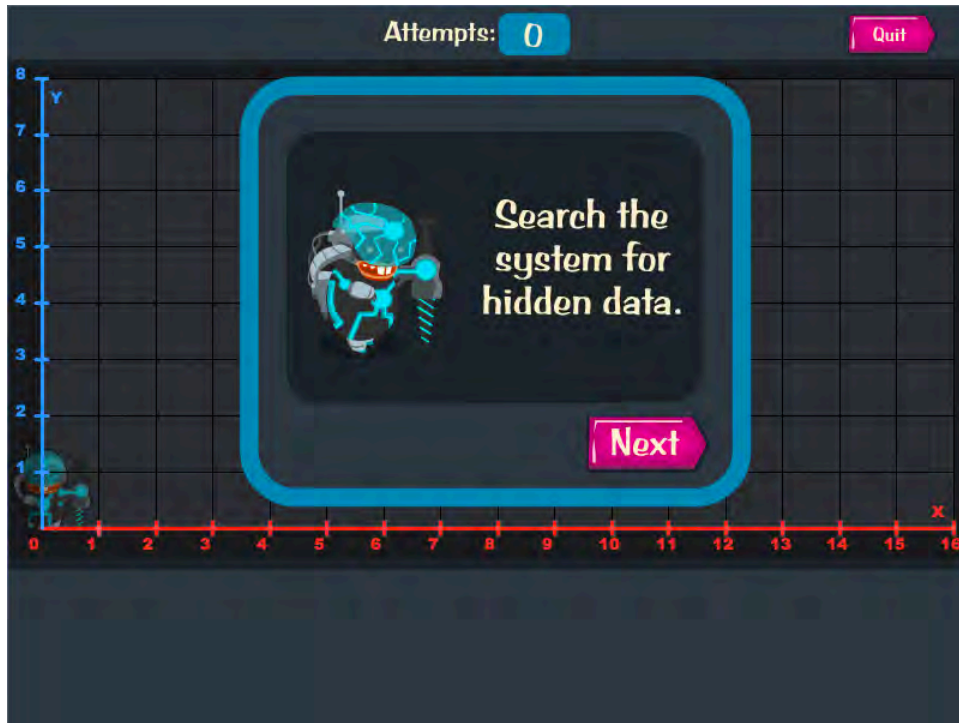 Attempts: 0
Quit
8
Y
7
6
5
4
3
2
1
Search the
system for
hidden data.
Next
X
0 1 2 3 4 5 6 7 8 9 10 11 12 13 14 15 16